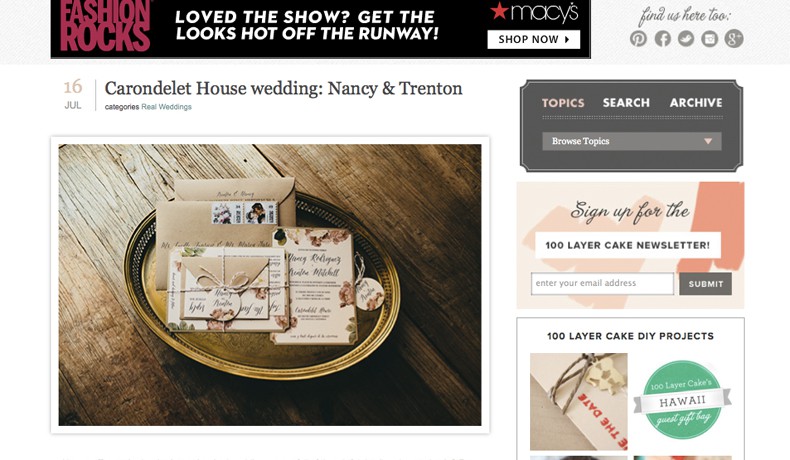 FASHION
ROCKS
LOVED THE SHOW? GET THE
LOOKS HOT OFF THE RUNWAY!
macy's
SHOP NOW
find us here too:
16
JUL
Carondelet House wedding: Nancy & Trenton
categories Real Weddings
TOPICS SEARCH ARCHIVE
Browse Topics
Sign up for the
100 LAYER CAKE NEWSLETTER!
enter your email address
SUBMIT
Nancy Rodriguez
Trenton Mitchell
Carondelet House
Nancy
Trenton
100 LAYER CAKE DIY PROJECTS
E THE DATE
100 Layer Cake's
HAWAII
guest gift bag